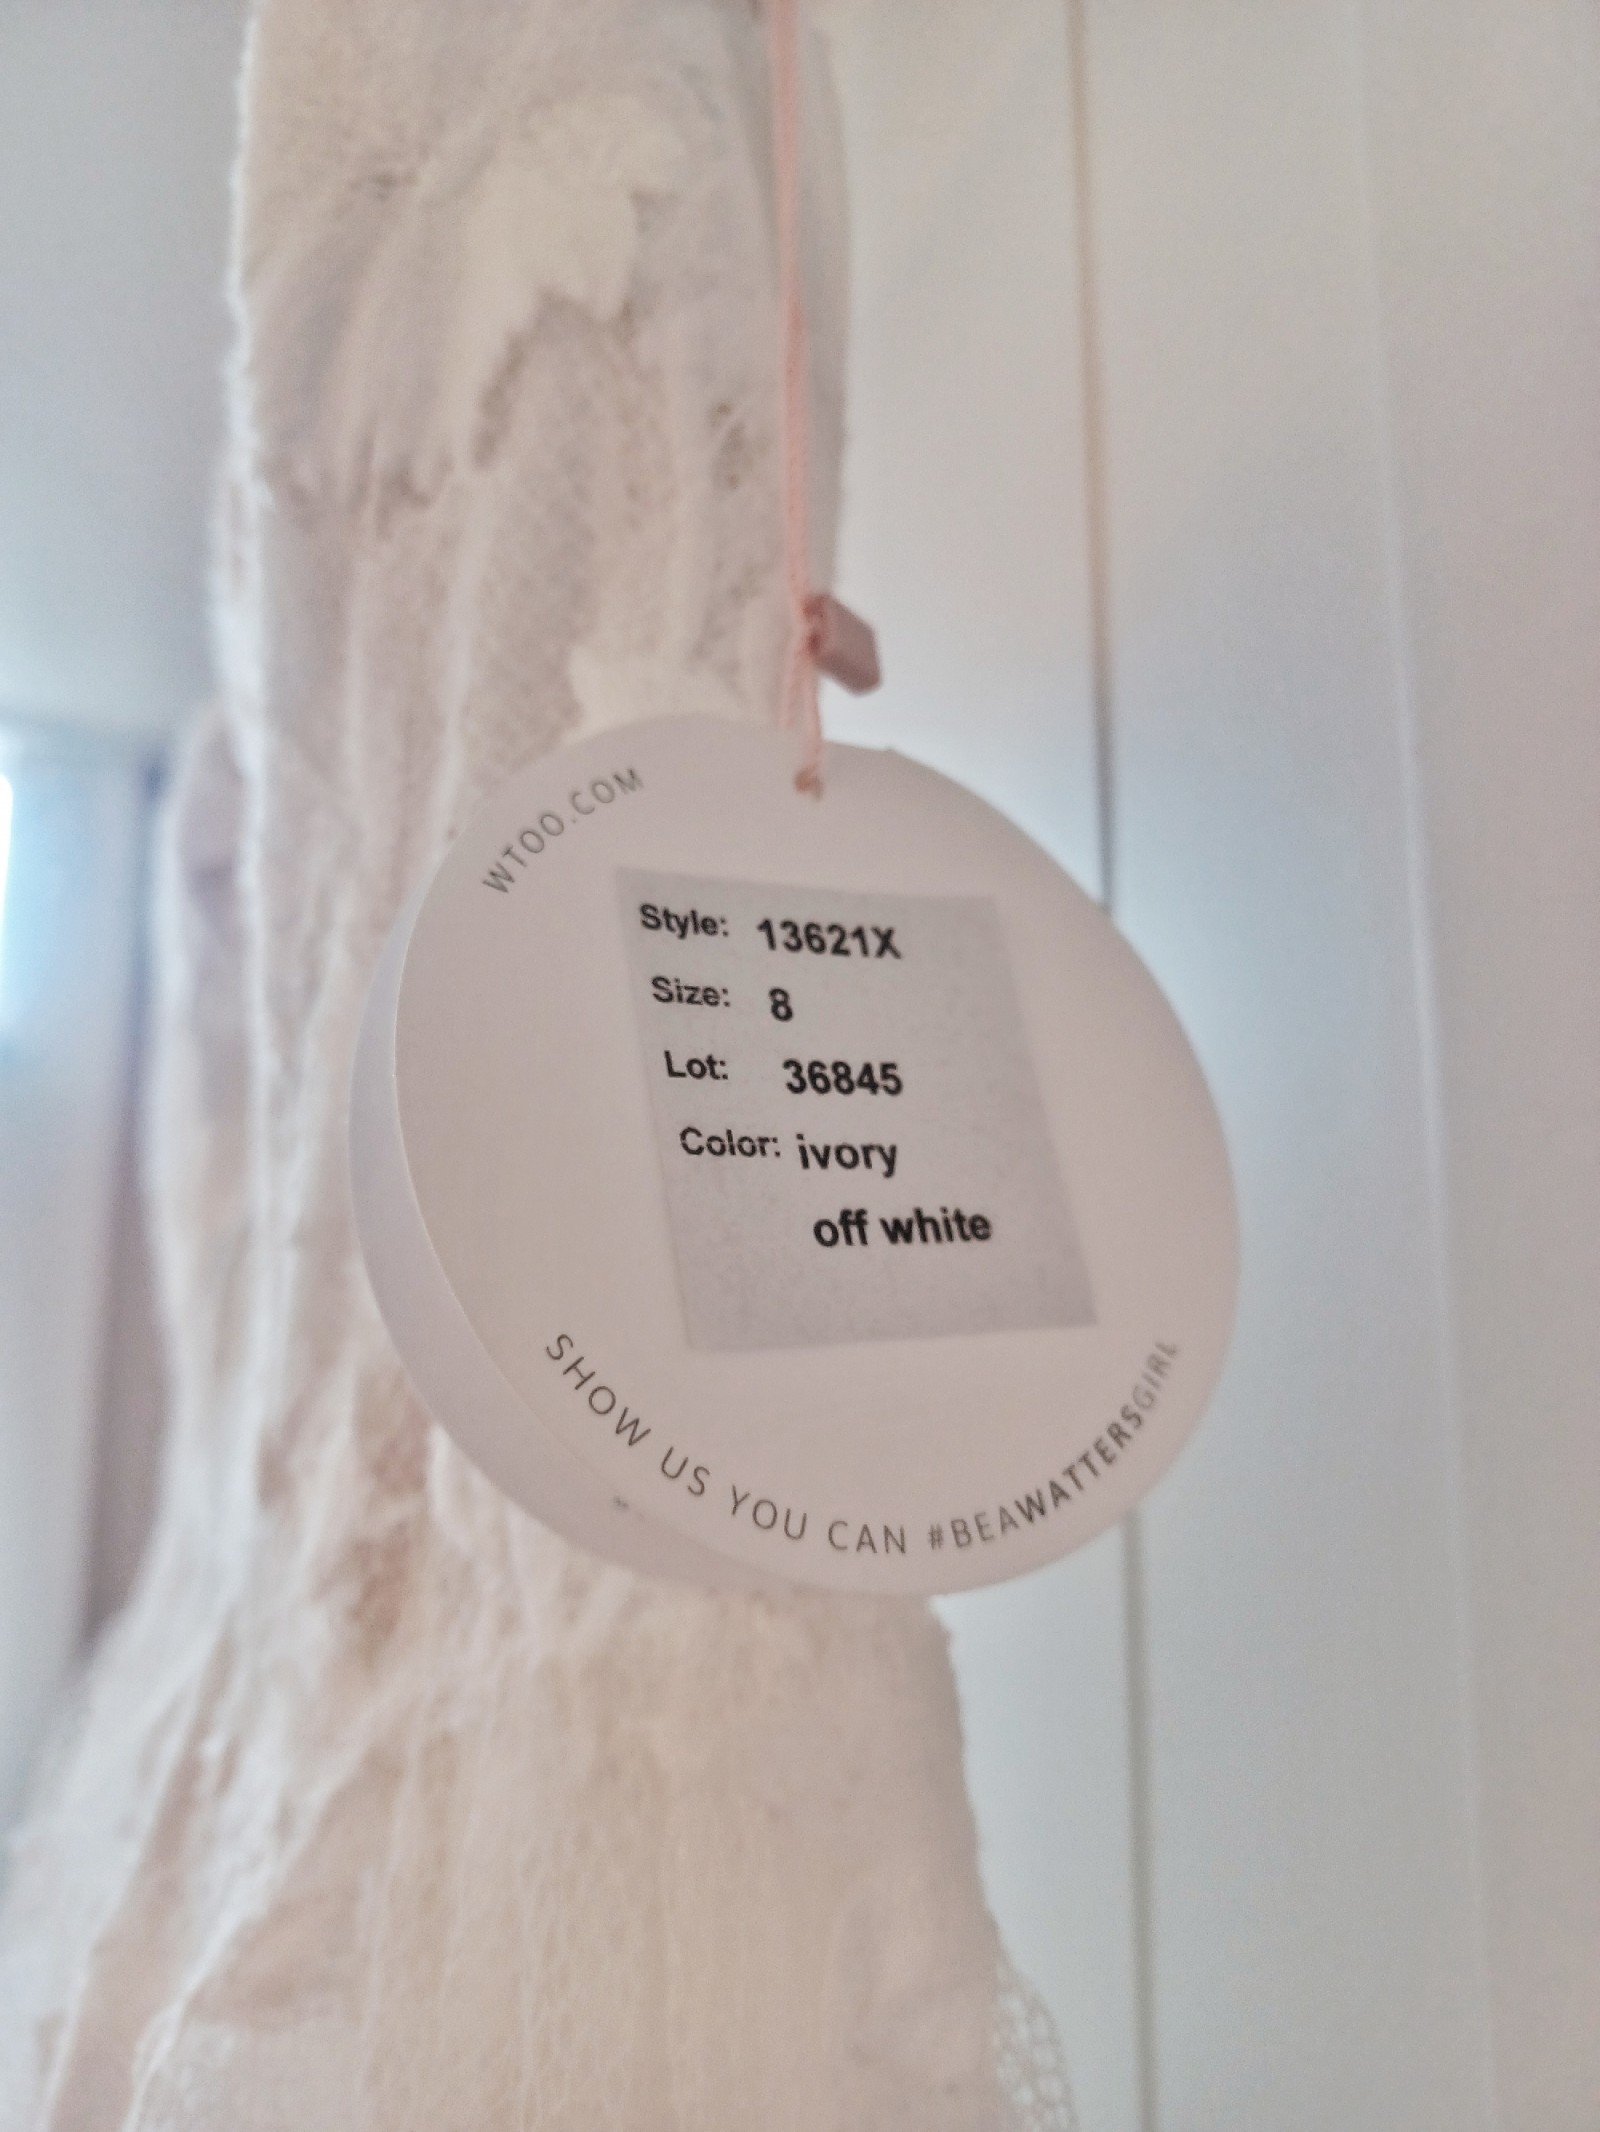 WTOO.COM
Style: 13621X
Size: 8
Lot: 36845
Color: ivory
off white
SHOW US YOU CAN #BEAWATTERSGIRL